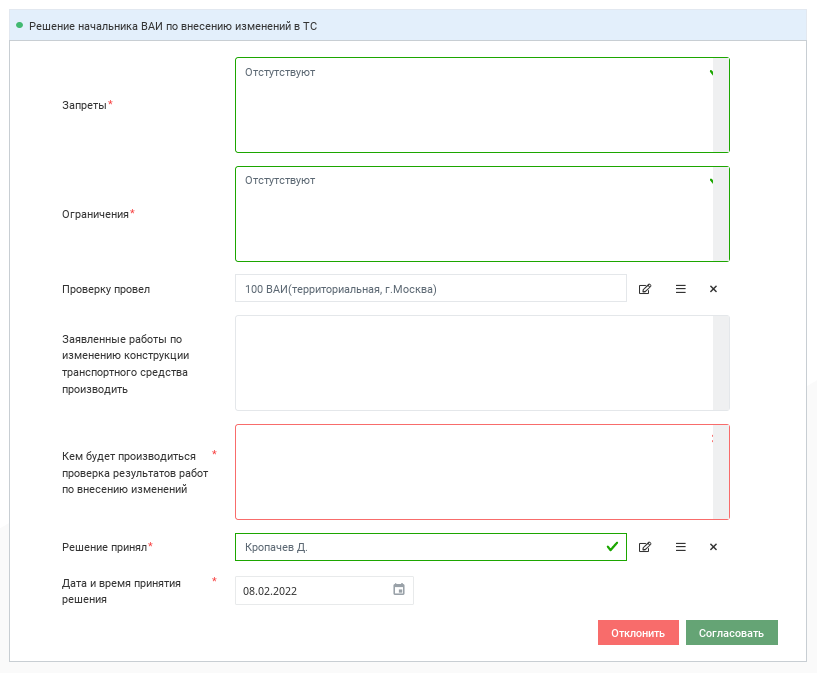 Решение начальника ВАИ по внесению изменений в ТС
Запреты*
Отстутствуют
Ограничения*
Отстутствуют
Проверку провел
100 ВАИ(территориальная, г.Москва)
Заявленные работы по
изменению конструкции
транспортного средства
производить
Кем будет производиться *
проверка результатов работ
по внесению изменений
Решение принял*
Кропачев Д.
Дата и время принятия *
решения
08.02.2022
Отклонить
Согласовать